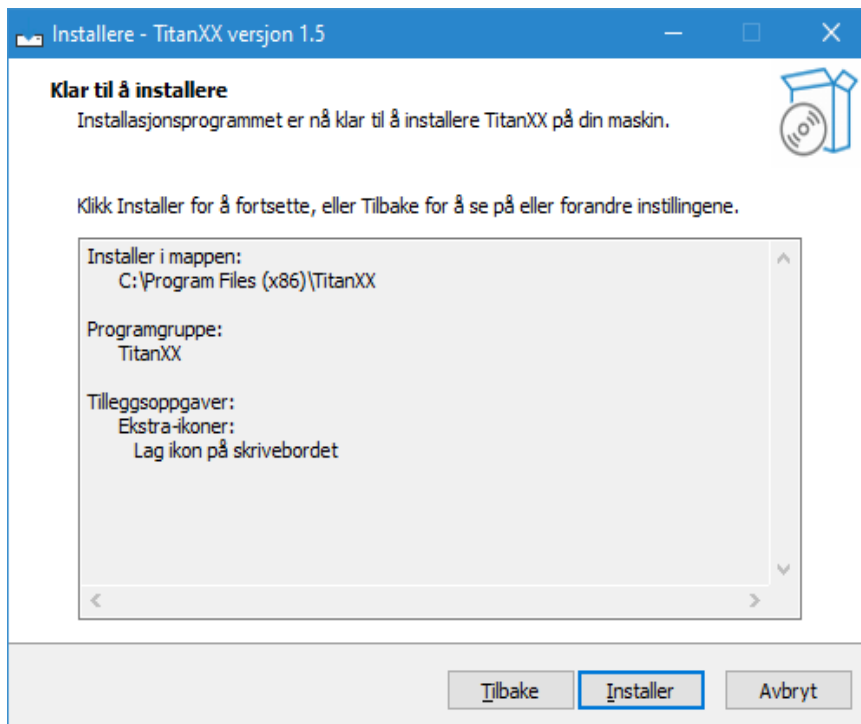 Installere - TitanXX versjon 1.5
Klar til å installere
Installasjonsprogrammet er nå klar til å installere TitanXX på din maskin.
Klikk Installer for å fortsette, eller Tilbake for å se på eller forandre instillingene.
Installer i mappen:
C:\Program Files (x86)\TitanXX
Programgruppe:
TitanXX
Tilleggsoppgaver:
Ekstra-ikoner:
Lag ikon på skrivebordet
Tilbake
Installer
Avbryt